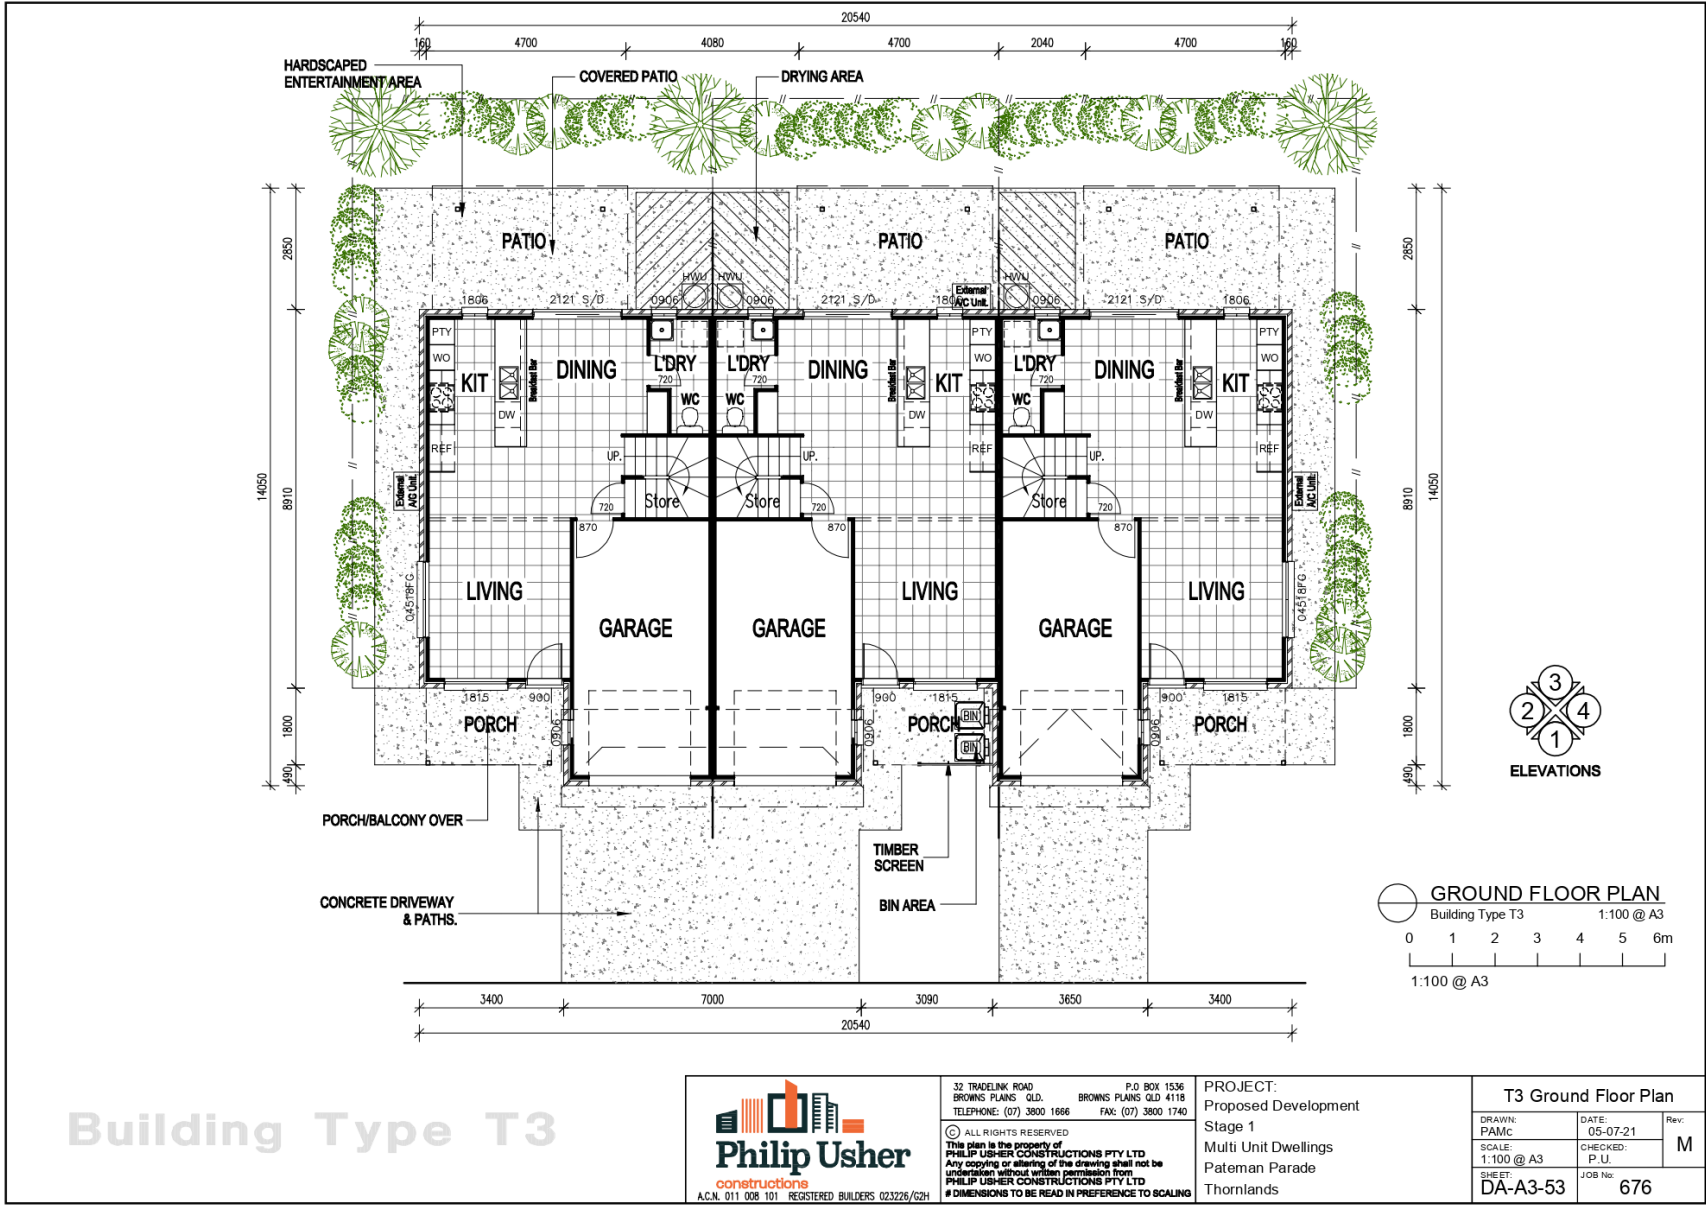 20540
160 4700 4080 4700 2040 4700 160
HARDSCAPED
ENTERTAINMENT AREA
COVERED PATIO
DRYING AREA
PATIO
PATIO
PATIO
HWU HWU
HWU
External
A/C Unit.
1806 2121 S/D 0906 0906 2121 S/D 1806 0906 2121 S/D 1806
2850
8910
14050
1800
490
2850
8910
14050
1800
490
PTY
WO
KIT
DW
REF
Breakfast Bar
DINING
L'DRY
720
WC
UP.
Store
720
870
L'DRY
720
WC
UP.
Store
720
870
DINING
Breakfast Bar
KIT
DW
PTY
WO
REF
L'DRY
720
WC
UP.
Store
720
870
DINING
Breakfast Bar
KIT
DW
PTY
WO
REF
External
A/C Unit.
External
A/C Unit.
04518FG
04518FG
LIVING
GARAGE
GARAGE
LIVING
GARAGE
LIVING
1815 900
900 1815
900 1815
PORCH
0906
0906
PORCH
BIN
BIN
0906
PORCH
PORCH/BALCONY OVER
TIMBER
SCREEN
BIN AREA
CONCRETE DRIVEWAY
& PATHS.
3400 7000 3090 3650 3400
20540
3
2 4
1
ELEVATIONS
GROUND FLOOR PLAN
Building Type T3 1:100 @ A3
0 1 2 3 4 5 6m
1:100 @ A3
Building Type T3
Philip Usher
constructions
A.C.N. 011 008 101 REGISTERED BUILDERS 023226/G2H
32 TRADELINK ROAD P.O BOX 1536
BROWNS PLAINS QLD. BROWNS PLAINS QLD 4118
TELEPHONE: (07) 3800 1666 FAX: (07) 3800 1740
© ALL RIGHTS RESERVED
This plan is the property of
PHILIP USHER CONSTRUCTIONS PTY LTD
Any copying or altering of the drawing shall not be
undertaken without written permission from
PHILIP USHER CONSTRUCTIONS PTY LTD
# DIMENSIONS TO BE READ IN PREFERENCE TO SCALING
PROJECT:
Proposed Development
Stage 1
Multi Unit Dwellings
Pateman Parade
Thornlands
T3 Ground Floor Plan
DRAWN:
PAMc
DATE:
05-07-21
Rev:
M
SCALE:
1:100 @ A3
CHECKED:
P.U.
SHEET:
DA-A3-53
JOB No:
676